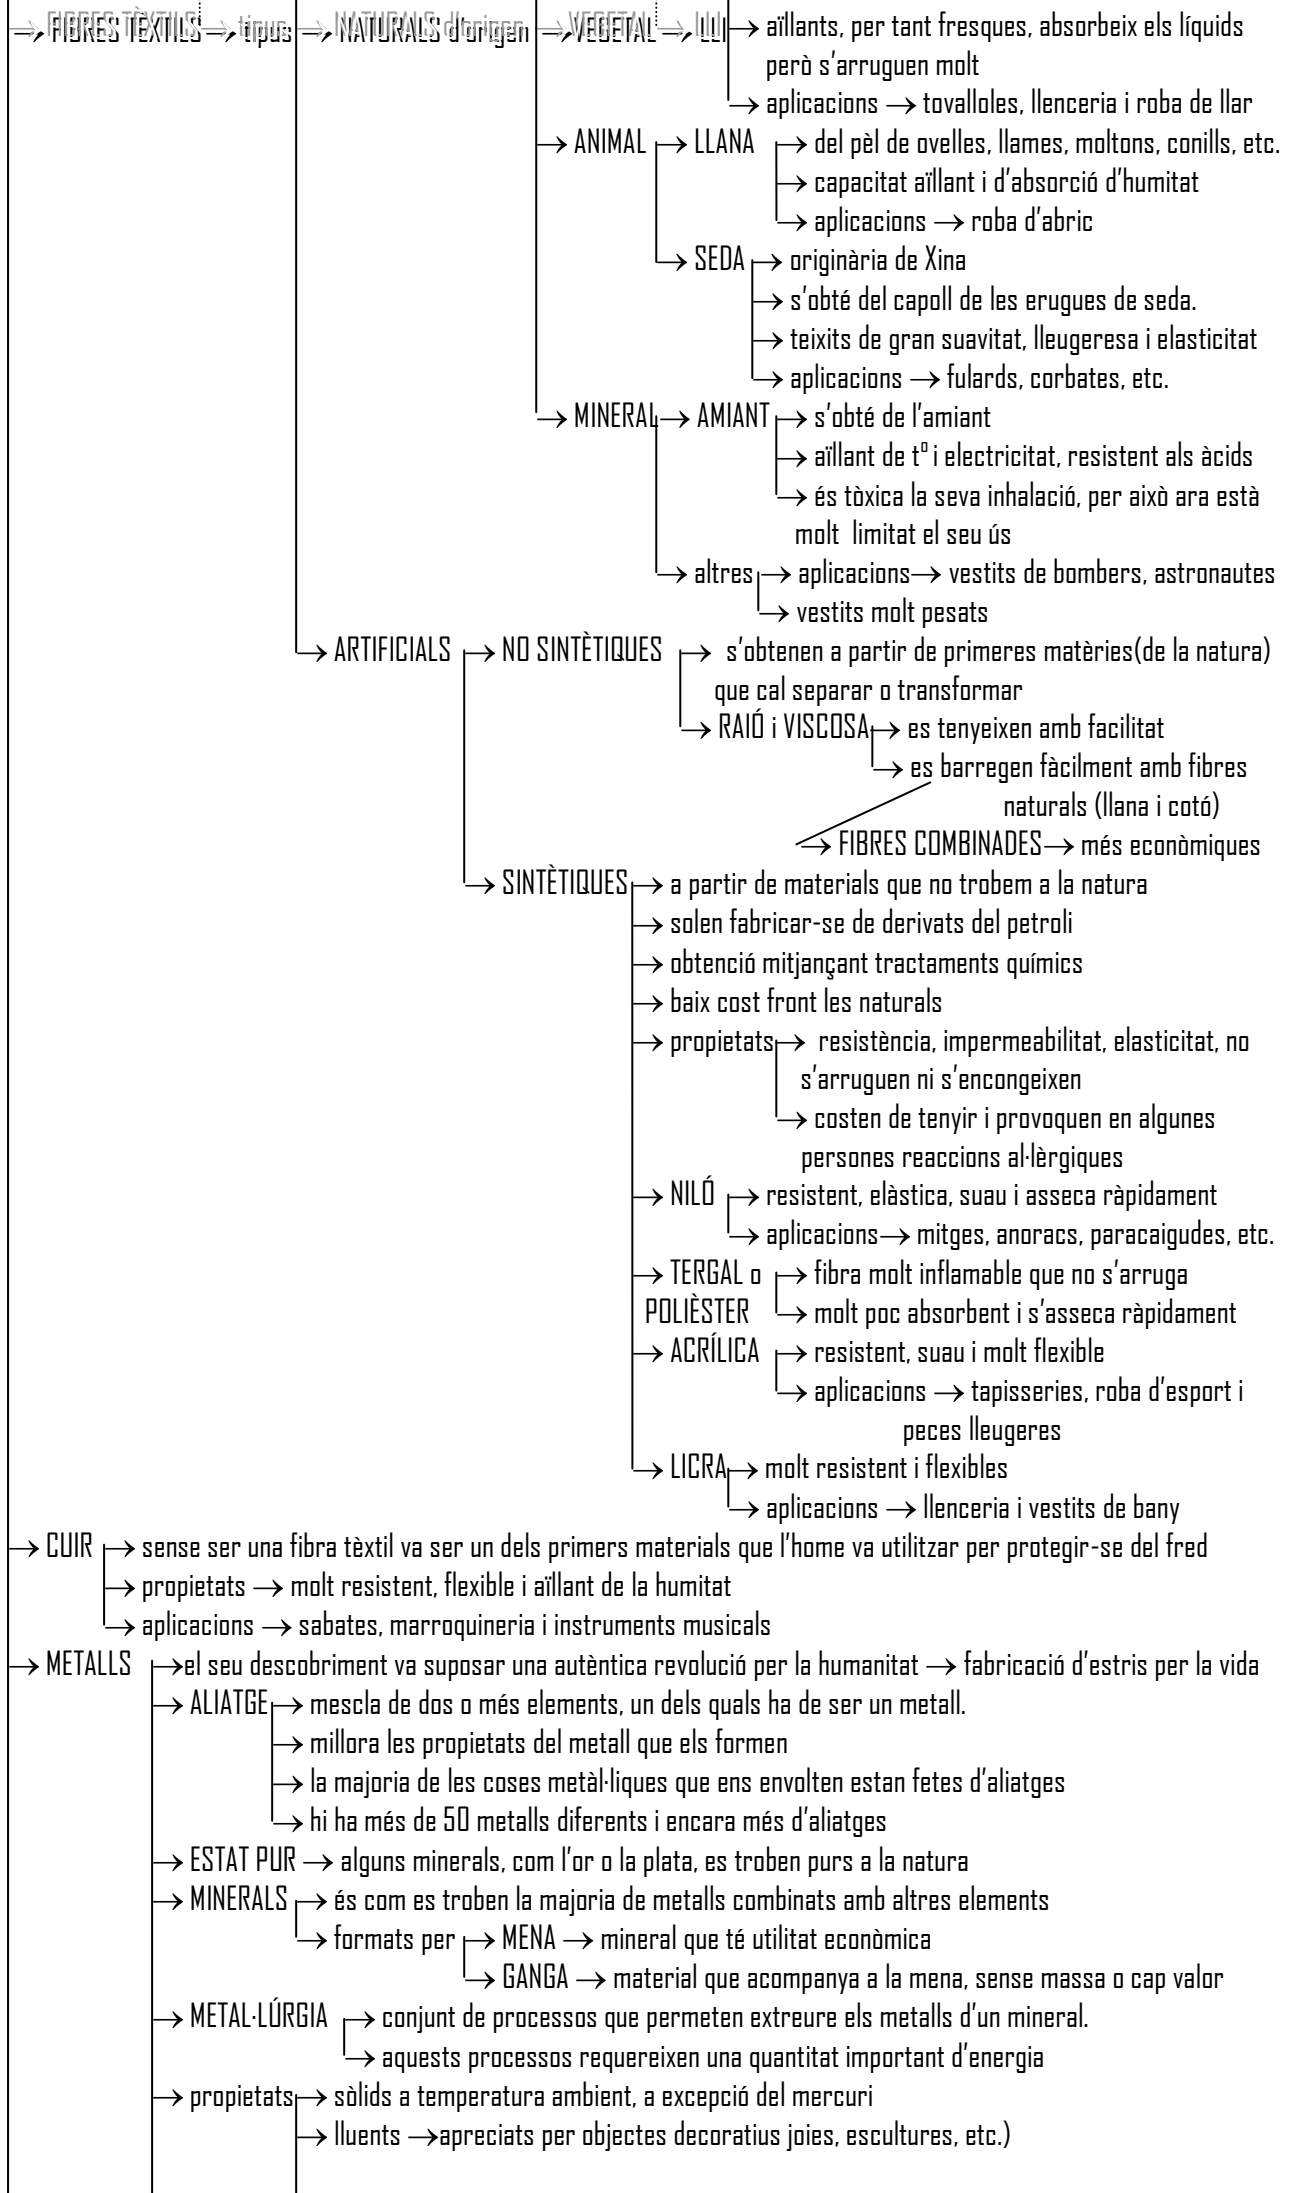 → FIBRES TÈXTILS → tipus → NATURALS d'origen → VEGETAL → LLI → aïllants, per tant fresques, absorbeix els líquids
però s'arruguen molt
→ aplicacions → tovalloles, llenceria i roba de llar
→ ANIMAL → LLANA → del pèl de ovelles, llames, moltons, conills, etc.
→ capacitat aïllant i d'absorció d'humitat
→ aplicacions → roba d'abric
→ SEDA → originària de Xina
→ s'obté del capoll de les erugues de seda.
→ teixits de gran suavitat, lleugeresa i elasticitat
→ aplicacions → fulards, corbates, etc.
→ MINERAL → AMIANT → s'obté de l'amiant
→ aïllant de tº i electricitat, resistent als àcids
→ és tòxica la seva inhalació, per això ara està
molt limitat el seu ús
→ altres → aplicacions → vestits de bombers, astronautes
→ vestits molt pesats
→ ARTIFICIALS → NO SINTÈTIQUES → s'obtenen a partir de primeres matèries(de la natura)
que cal separar o transformar
→ RAIÓ i VISCOSA → es tenyeixen amb facilitat
→ es barregen fàcilment amb fibres
naturals (llana i cotó)
→ FIBRES COMBINADES → més econòmiques
→ SINTÈTIQUES → a partir de materials que no trobem a la natura
→ solen fabricar-se de derivats del petroli
→ obtenció mitjançant tractaments químics
→ baix cost front les naturals
→ propietats → resistència, impermeabilitat, elasticitat, no
s'arruguen ni s'encongeixen
→ costen de tenyir i provoquen en algunes
persones reaccions al·lèrgiques
→ NILÓ → resistent, elàstica, suau i asseca ràpidament
→ aplicacions → mitges, anoracs, paracaigudes, etc.
→ TERGAL o → fibra molt inflamable que no s'arruga
POLIÈSTER → molt poc absorbent i s'asseca ràpidament
→ ACRÍLICA → resistent, suau i molt flexible
→ aplicacions → tapisseries, roba d'esport i
peces lleugeres
→ LICRA → molt resistent i flexibles
→ aplicacions → llenceria i vestits de bany
→ CUIR → sense ser una fibra tèxtil va ser un dels primers materials que l'home va utilitzar per protegir-se del fred
→ propietats → molt resistent, flexible i aïllant de la humitat
→ aplicacions → sabates, marroquineria i instruments musicals
→ METALLS → el seu descobriment va suposar una autèntica revolució per la humanitat → fabricació d'estris per la vida
→ ALIATGE → mescla de dos o més elements, un dels quals ha de ser un metall.
→ millora les propietats del metall que els formen
→ la majoria de les coses metàl·liques que ens envolten estan fetes d'aliatges
→ hi ha més de 50 metalls diferents i encara més d'aliatges
→ ESTAT PUR → alguns minerals, com l'or o la plata, es troben purs a la natura
→ MINERALS → és com es troben la majoria de metalls combinats amb altres elements
→ formats per → MENA → mineral que té utilitat econòmica
→ GANGA → material que acompanya a la mena, sense massa o cap valor
→ METAL·LÚRGIA → conjunt de processos que permeten extreure els metalls d'un mineral.
→ aquests processos requereixen una quantitat important d'energia
→ propietats → sòlids a temperatura ambient, a excepció del mercuri
→ lluents → apreciats per objectes decoratius joies, escultures, etc.)